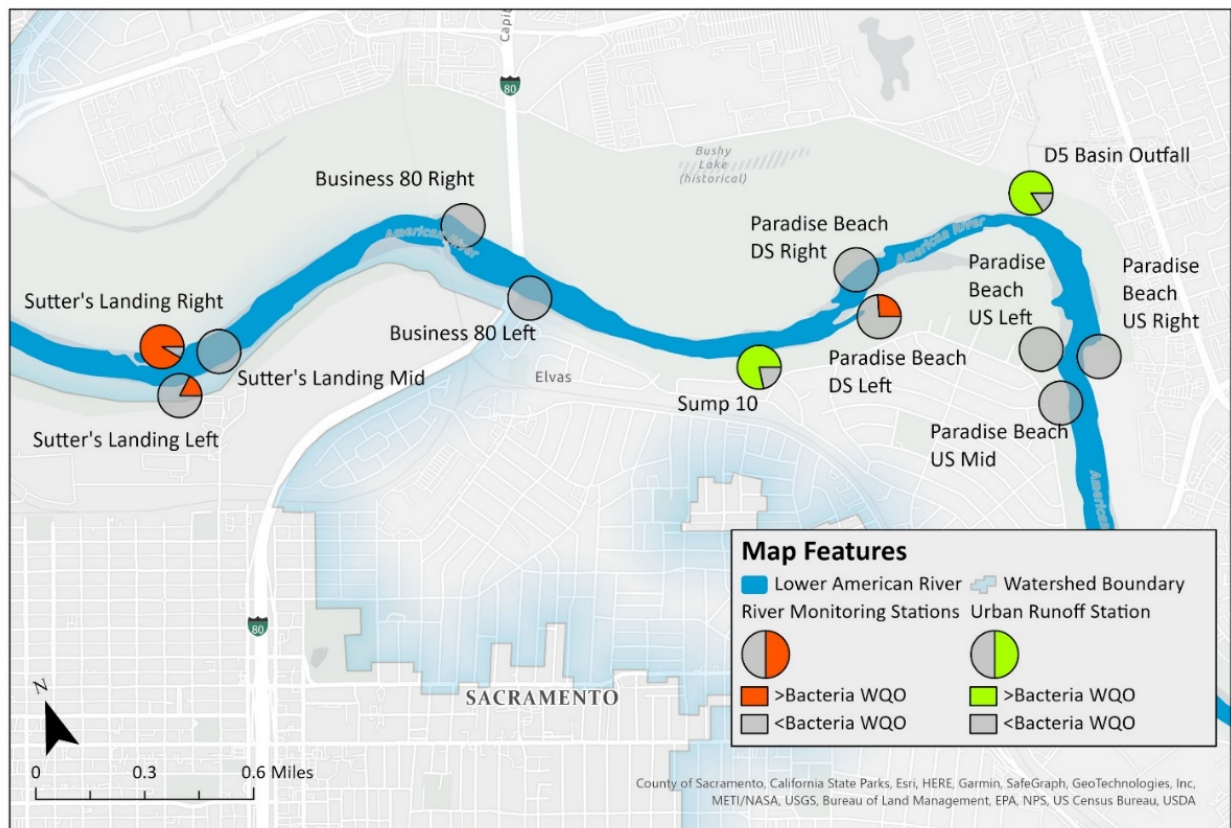 Capit
80
Bushy
Lake
(historical)
D5 Basin Outfall
Business 80 Right
American River
Paradise Beach
DS Right
American River
Paradise
Beach
US Left
Paradise
Beach
US Right
Sutter's Landing Right
Business 80 Left
Sutter's Landing Mid
Elvas
Paradise Beach
DS Left
Sump 10
Sutter's Landing Left
Paradise Beach
US Mid
American
80
SACRAMENTO
N
0 0.3 0.6 Miles
Map Features
Lower American River Watershed Boundary
River Monitoring Stations Urban Runoff Station
>Bacteria WQO >Bacteria WQO
<Bacteria WQO <Bacteria WQO
County of Sacramento, California State Parks, Esri, HERE, Garmin, SafeGraph, GeoTechnologies, Inc,
METI/NASA, USGS, Bureau of Land Management, EPA, NPS, US Census Bureau, USDA